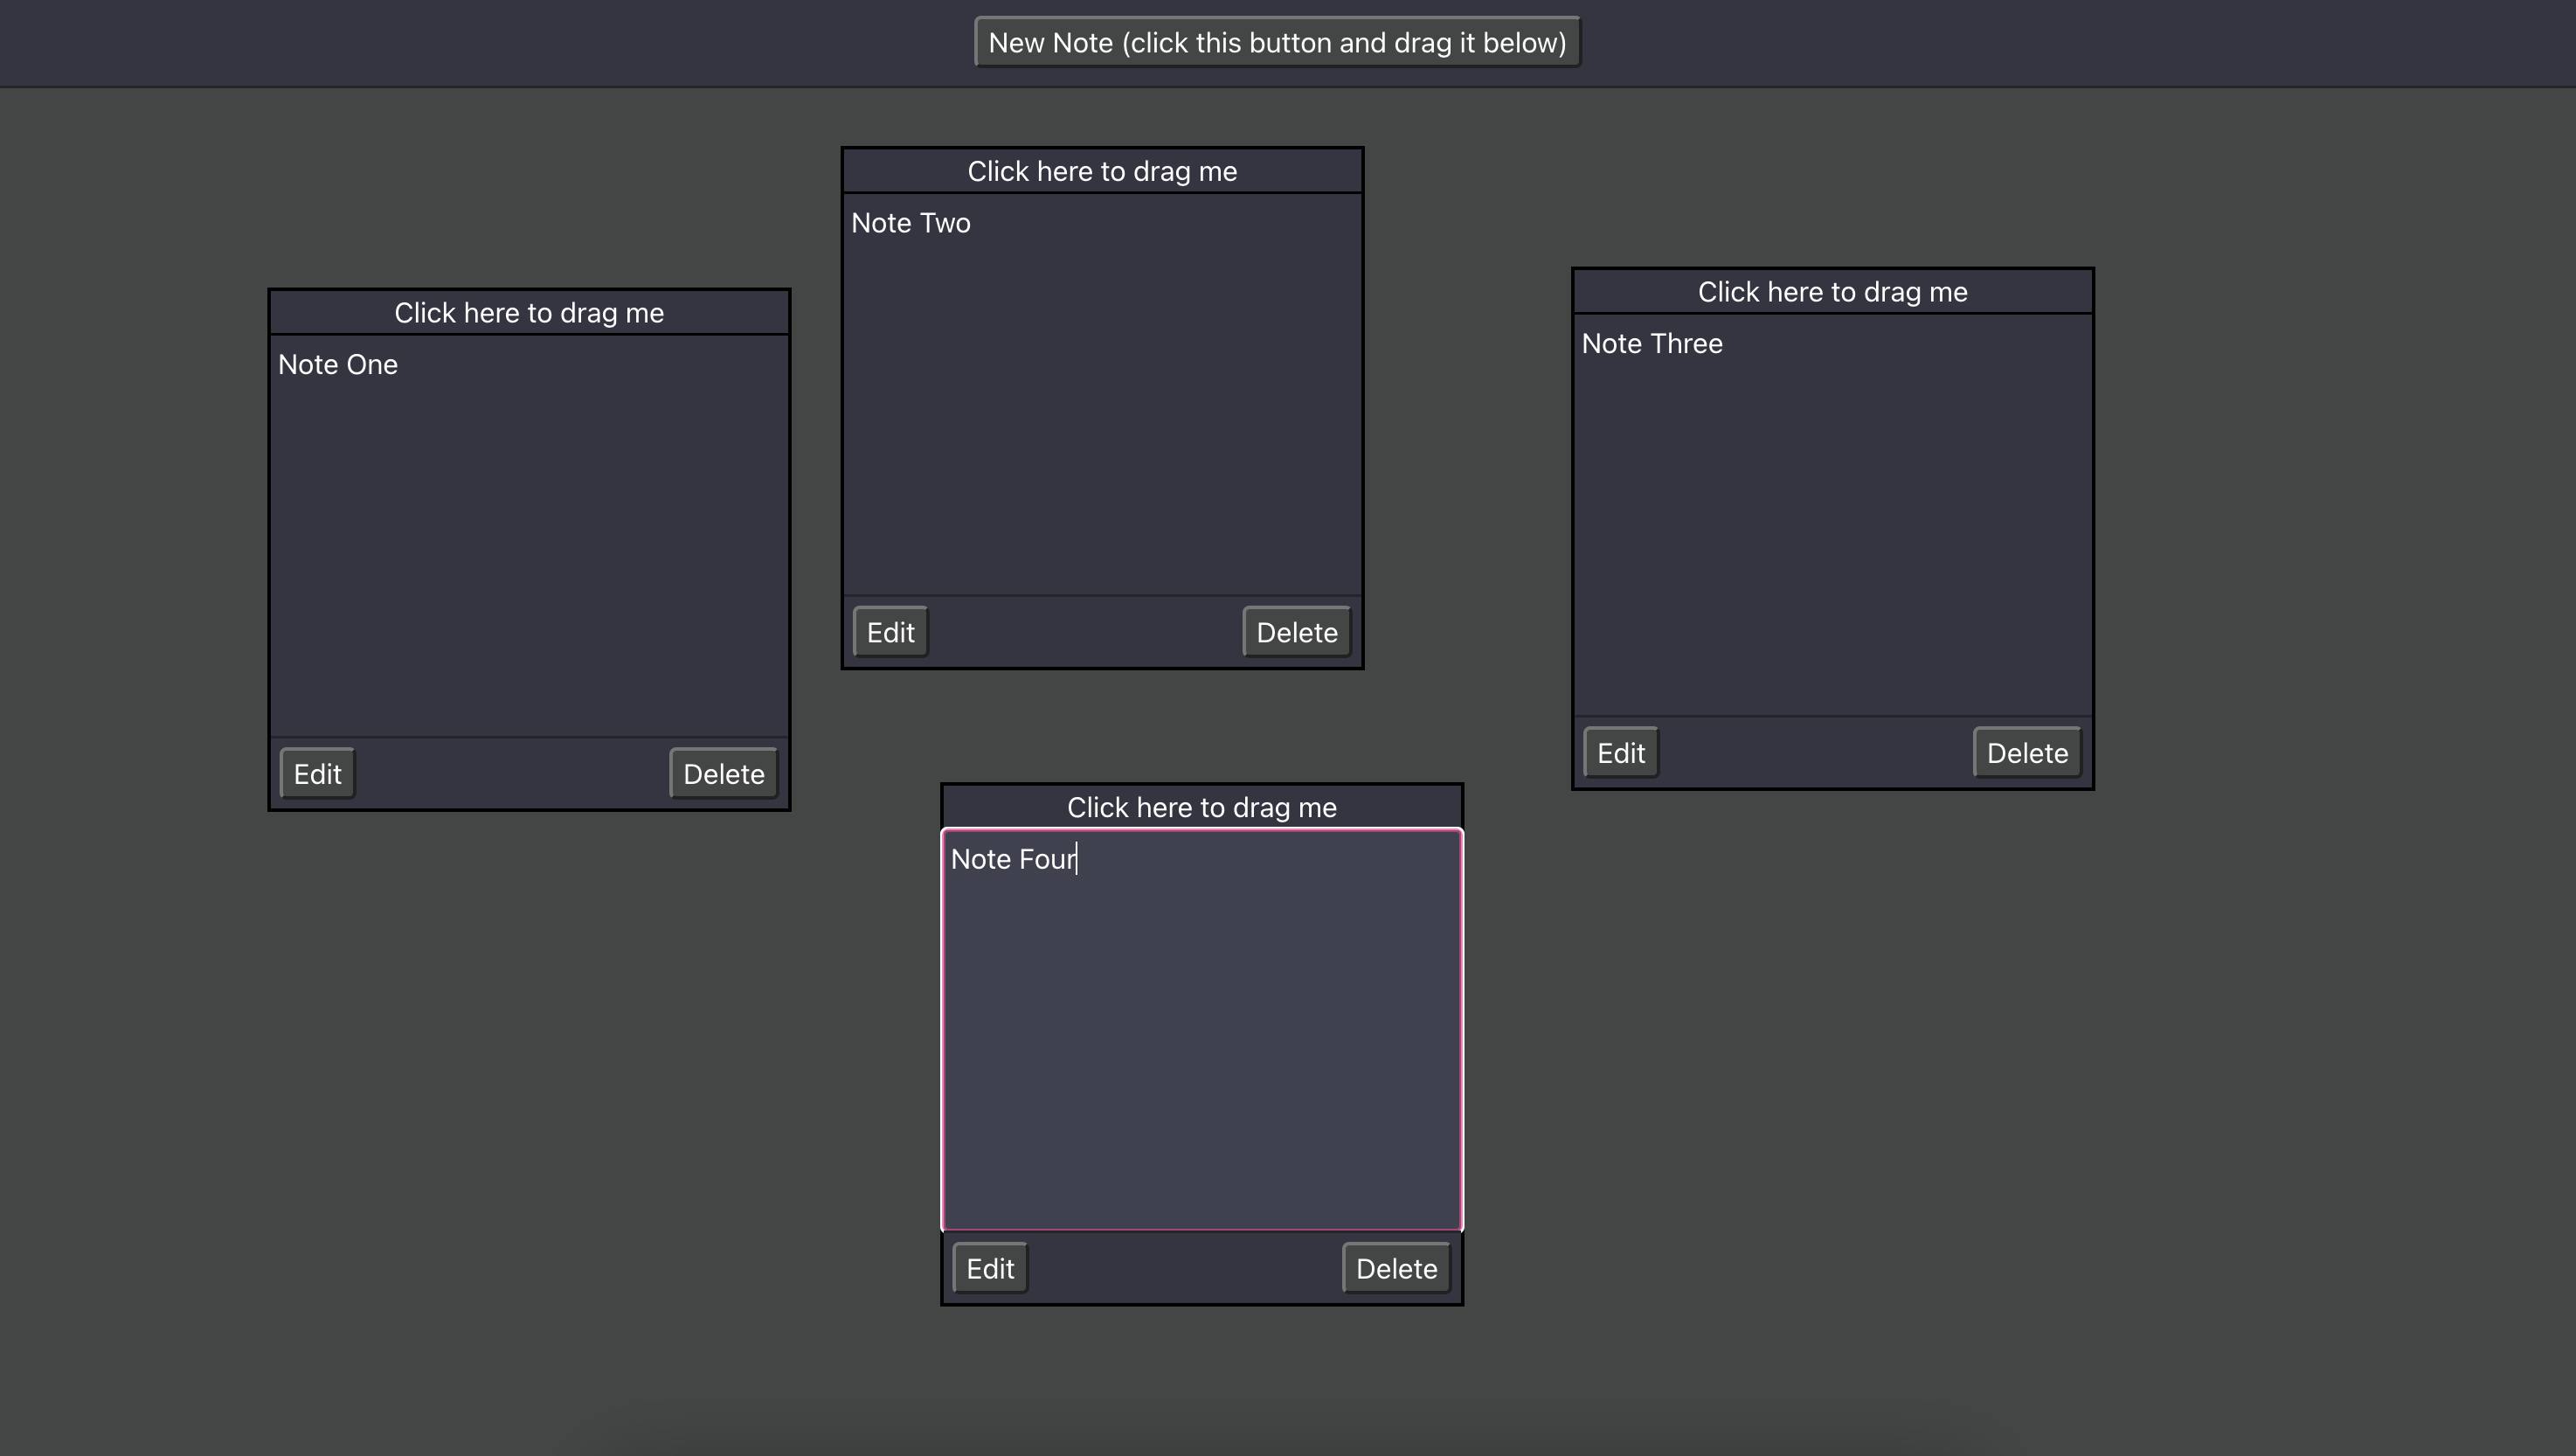 New Note (click this button and drag it below)
Click here to drag me
Note Two
Edit
Delete
Click here to drag me
Note One
Edit
Delete
Click here to drag me
Note Three
Edit
Delete
Click here to drag me
Note Four
Edit
Delete